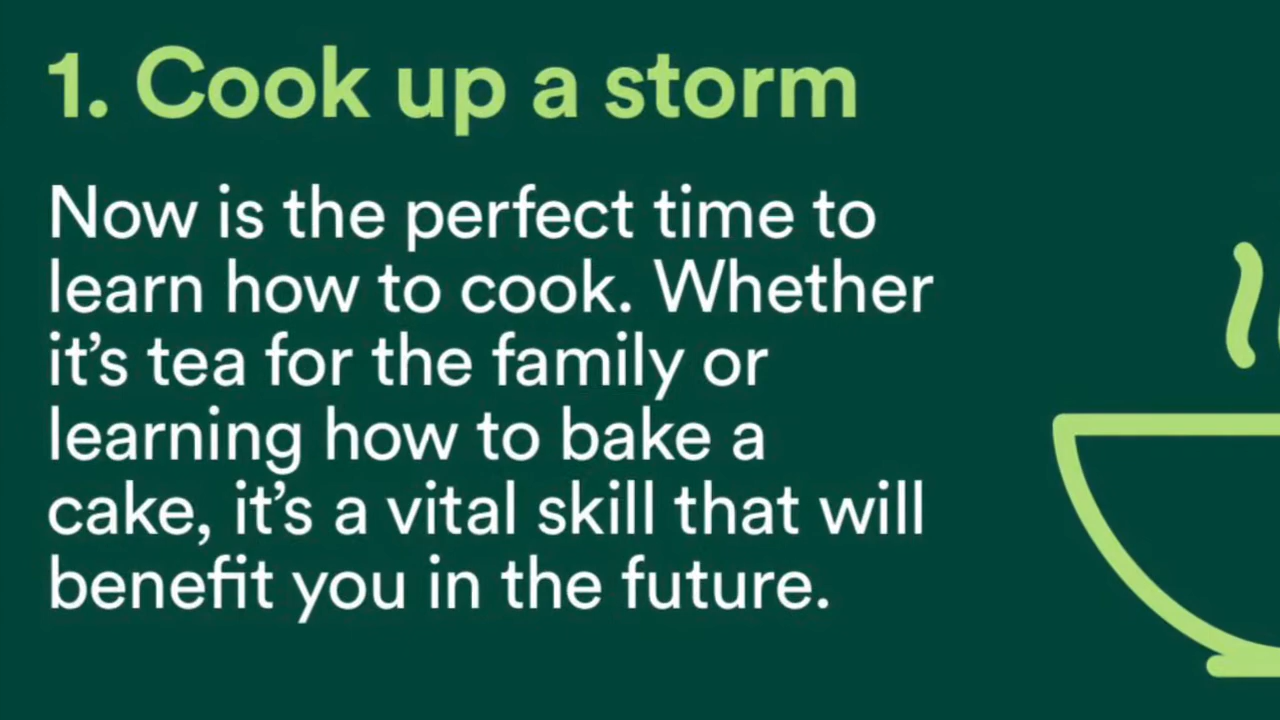 1. Cook up a storm
Now is the perfect time to
learn how to cook. Whether
it’s tea for the family or
learning how to bake a
cake, it’s a vital skill that will
benefit you in the future.